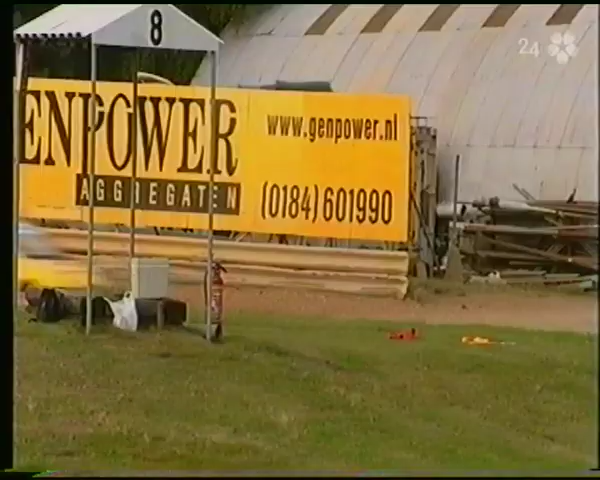 8
24
ENPOWER
www.genpower.nl
AGGREGATEN
(0184) 601990